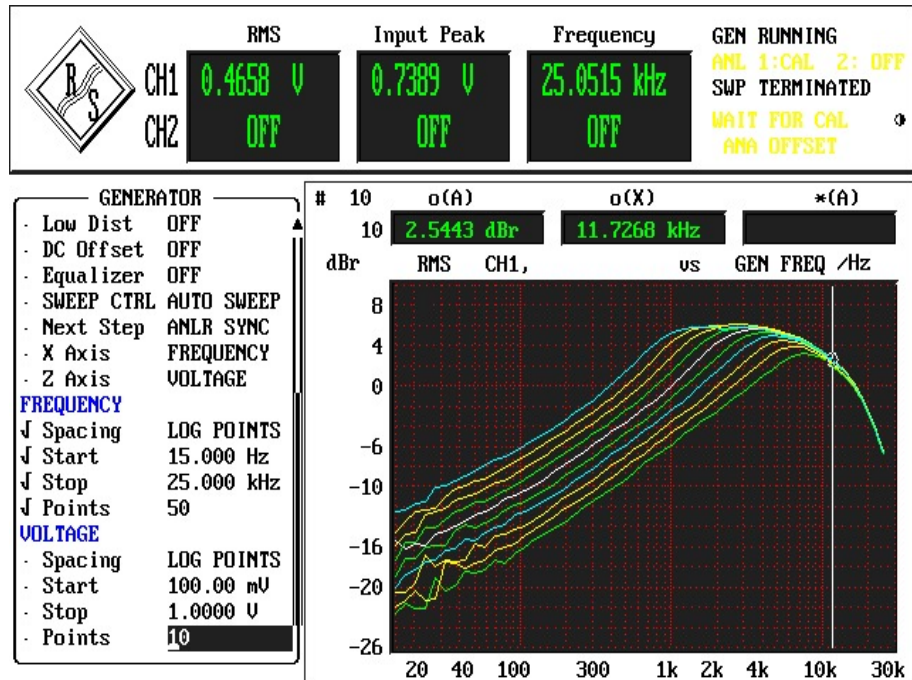 RMS Input Peak Frequency
GEN RUNNING
ANL 1:CAL 2: OFF
SWP TERMINATED
WAIT FOR CAL
ANA OFFSET
R
S
CH1 0.4658 V 0.7389 V 25.0515 kHz
CH2 OFF OFF OFF
GENERATOR
· Low Dist OFF
· DC Offset OFF
· Equalizer OFF
· SWEEP CTRL AUTO SWEEP
· Next Step ANLR SYNC
· X Axis FREQUENCY
· Z Axis VOLTAGE
FREQUENCY
√ Spacing LOG POINTS
√ Start 15.000 Hz
√ Stop 25.000 kHz
√ Points 50
VOLTAGE
· Spacing LOG POINTS
· Start 100.00 mV
· Stop 1.0000 V
· Points 10
# 10 o(A) o(X) *(A)
10 2.5443 dBr 11.7268 kHz
dBr RMS CH1, vs GEN FREQ /Hz
8
4
0
-6
-10
-16
-20
-26
20 40 100 300 1k 2k 4k 10k 30k